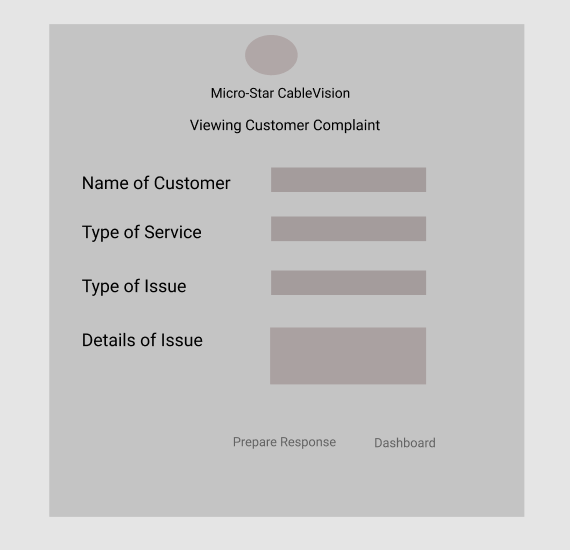 Micro-Star CableVision
Viewing Customer Complaint
Name of Customer
Type of Service
Type of Issue
Details of Issue
Prepare Response Dashboard